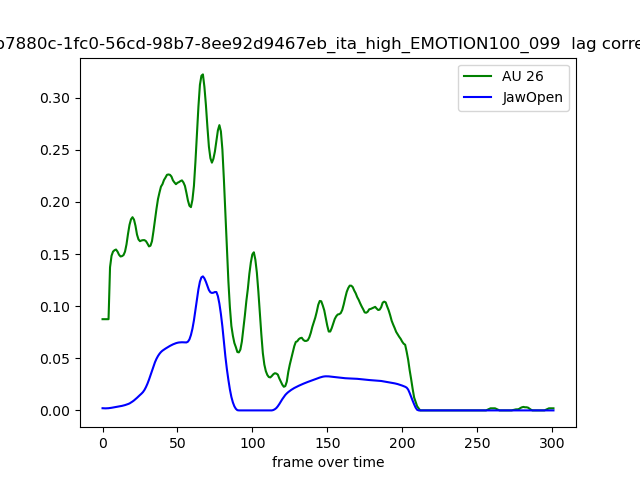 b7880c-1fc0-56cd-98b7-8ee92d9467eb_ita_high_EMOTION100_099 lag corre
AU 26
JawOpen
0.30
0.25
0.20
0.15
0.10
0.05
0.00
0 50 100 150 200 250 300
frame over time